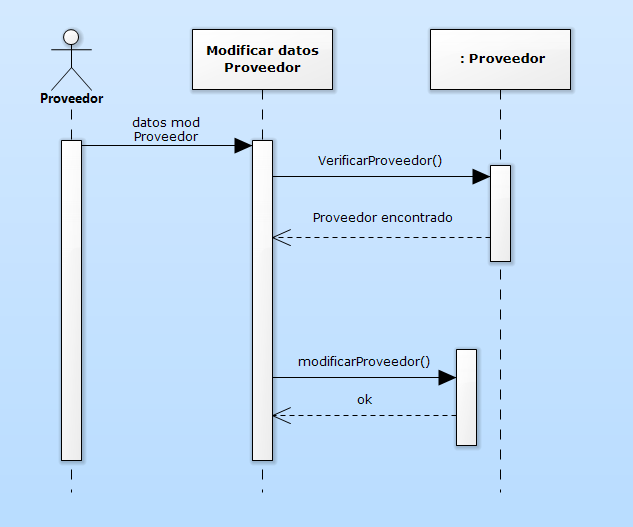 Proveedor
Modificar datos
Proveedor
: Proveedor
datos mod
Proveedor
VerificarProveedor()
Proveedor encontrado
modificarProveedor()
ok